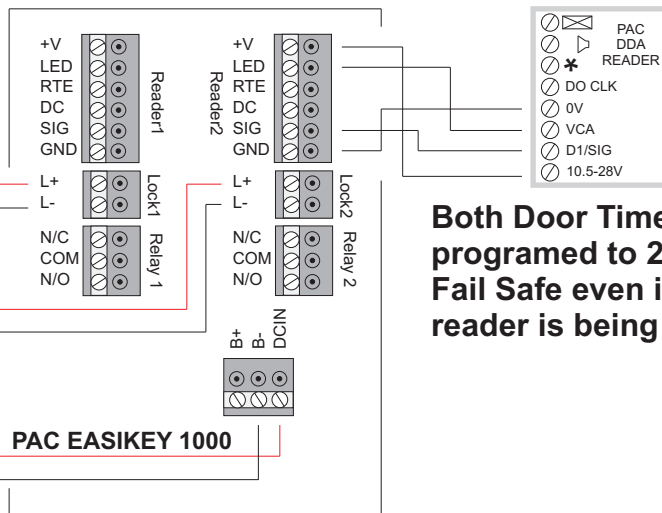 +V
LED
RTE
DC
SIG
GND
Reader1
L+
L-
Lock1
N/C
COM
N/O
Relay 1
+V
LED
RTE
DC
SIG
GND
Reader2
L+
L-
Lock2
N/C
COM
N/O
Relay 2
B+
B-
DCIN
PAC EASIKEY 1000
PAC
DDA
READER
DO CLK
0V
VCA
D1/SIG
10.5-28V
Both Door Time
programed to 2
Fail Safe even i
reader is being